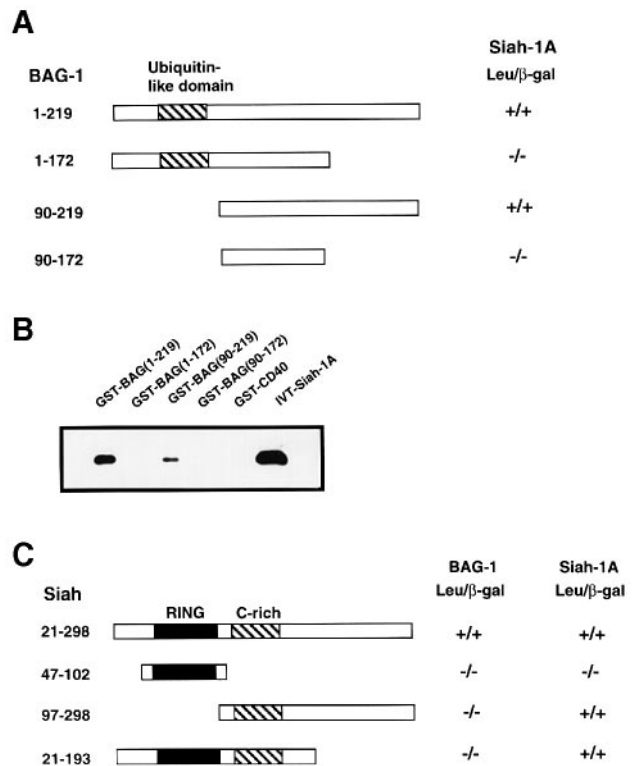 A
Siah-1A
BAG-1 Ubiquitin-like domain Leu/β-gal
1-219 +/+
1-172 -/-
90-219 +/+
90-172 -/-
B
GST-BAG(1-219)
GST-BAG(1-172)
GST-BAG(90-219)
GST-BAG(90-172)
GST-CD40
IVT-Siah-1A
C
BAG-1 Siah-1A
Siah Leu/β-gal Leu/β-gal
RING C-rich
21-298 +/+ +/+
47-102 -/- -/-
97-298 -/- +/+
21-193 -/- +/+